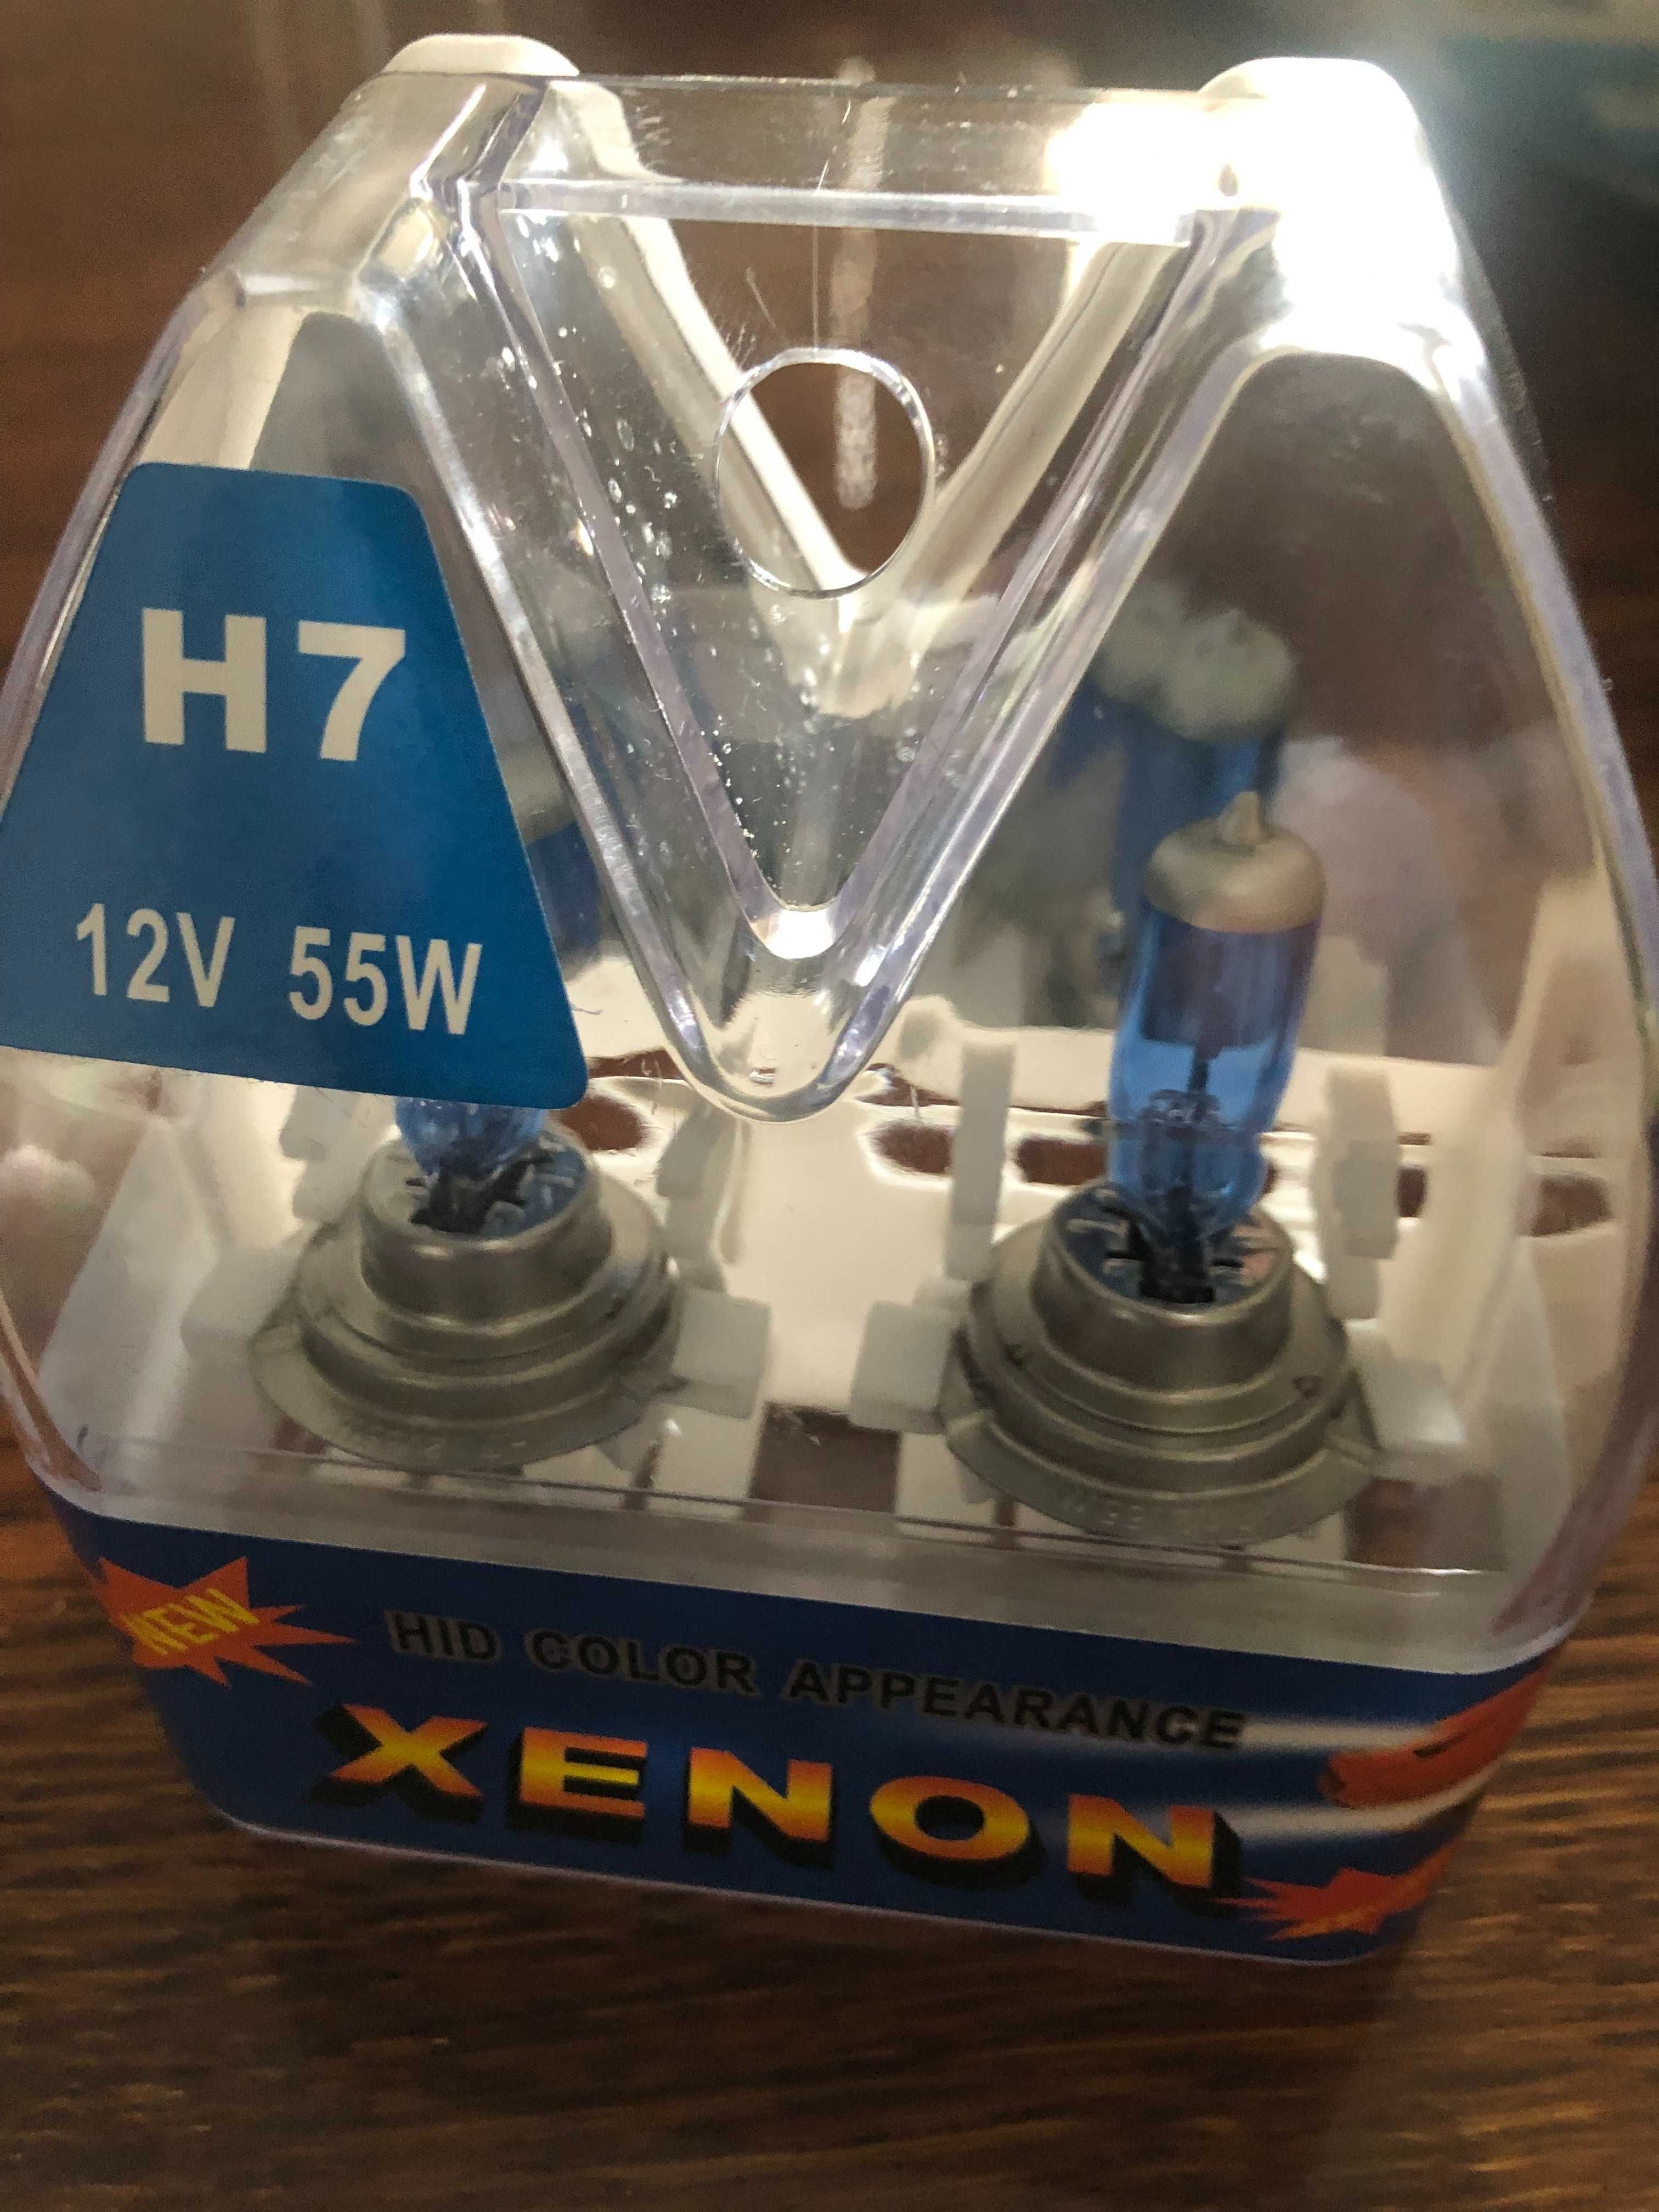 H7
12V 55W
NEW
HID COLOR APPEARANCE
XENON